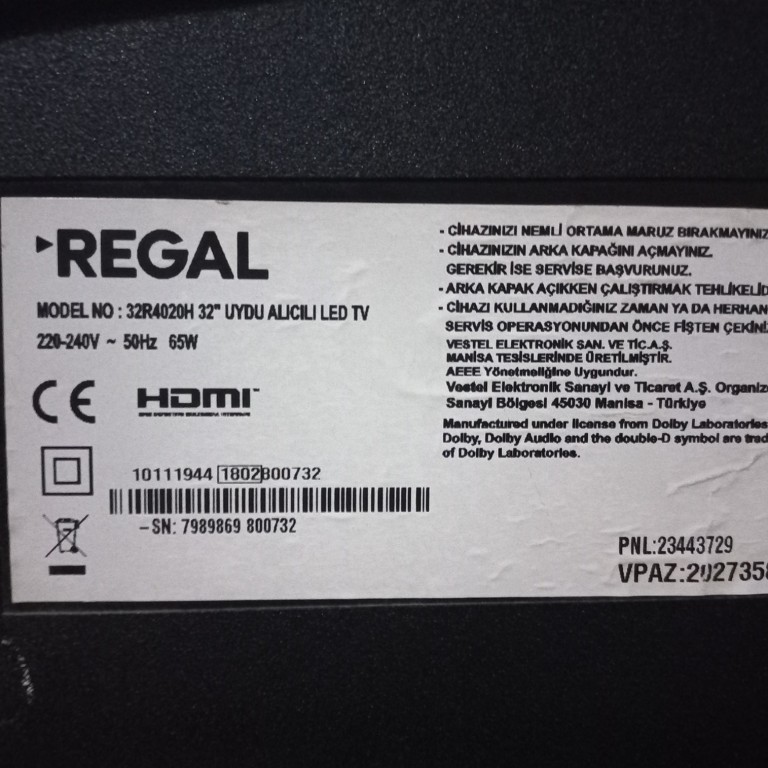 REGAL
MODEL NO : 32R4020H 32" UYDU ALICILI LED TV
220-240V ~ 50Hz 65W
CE HDMI
10111944 1802 800732
-SN: 7989869 800732
- CİHAZINIZI NEMLİ ORTAMA MARUZ BIRAKMAYINIZ
- CİHAZINIZIN ARKA KAPAĞINI AÇMAYINIZ.
GEREKİR İSE SERVİSE BAŞVURUNUZ.
- ARKA KAPAK AÇIKKEN ÇALIŞTIRMAK TEHLİKELİD
- CİHAZI KULLANMADIĞINIZ ZAMAN YA DA HERHAN
SERVİS OPERASYONUNDAN ÖNCE FİŞTEN ÇEKİNİ
VESTEL ELEKTRONİK SAN. VE TİC.A.Ş.
MANİSA TESİSLERİNDE ÜRETİLMİŞTİR.
AEEE Yönetmeliğine Uygundur.
Vestel Elektronik Sanayi ve Ticaret A.Ş. Organize
Sanayi Bölgesi 45030 Manisa - Türkiye
Manufactured under license from Dolby Laboratories
Dolby, Dolby Audio and the double-D symbol are trad
of Dolby Laboratories.
PNL:23443729
VPAZ:2027358